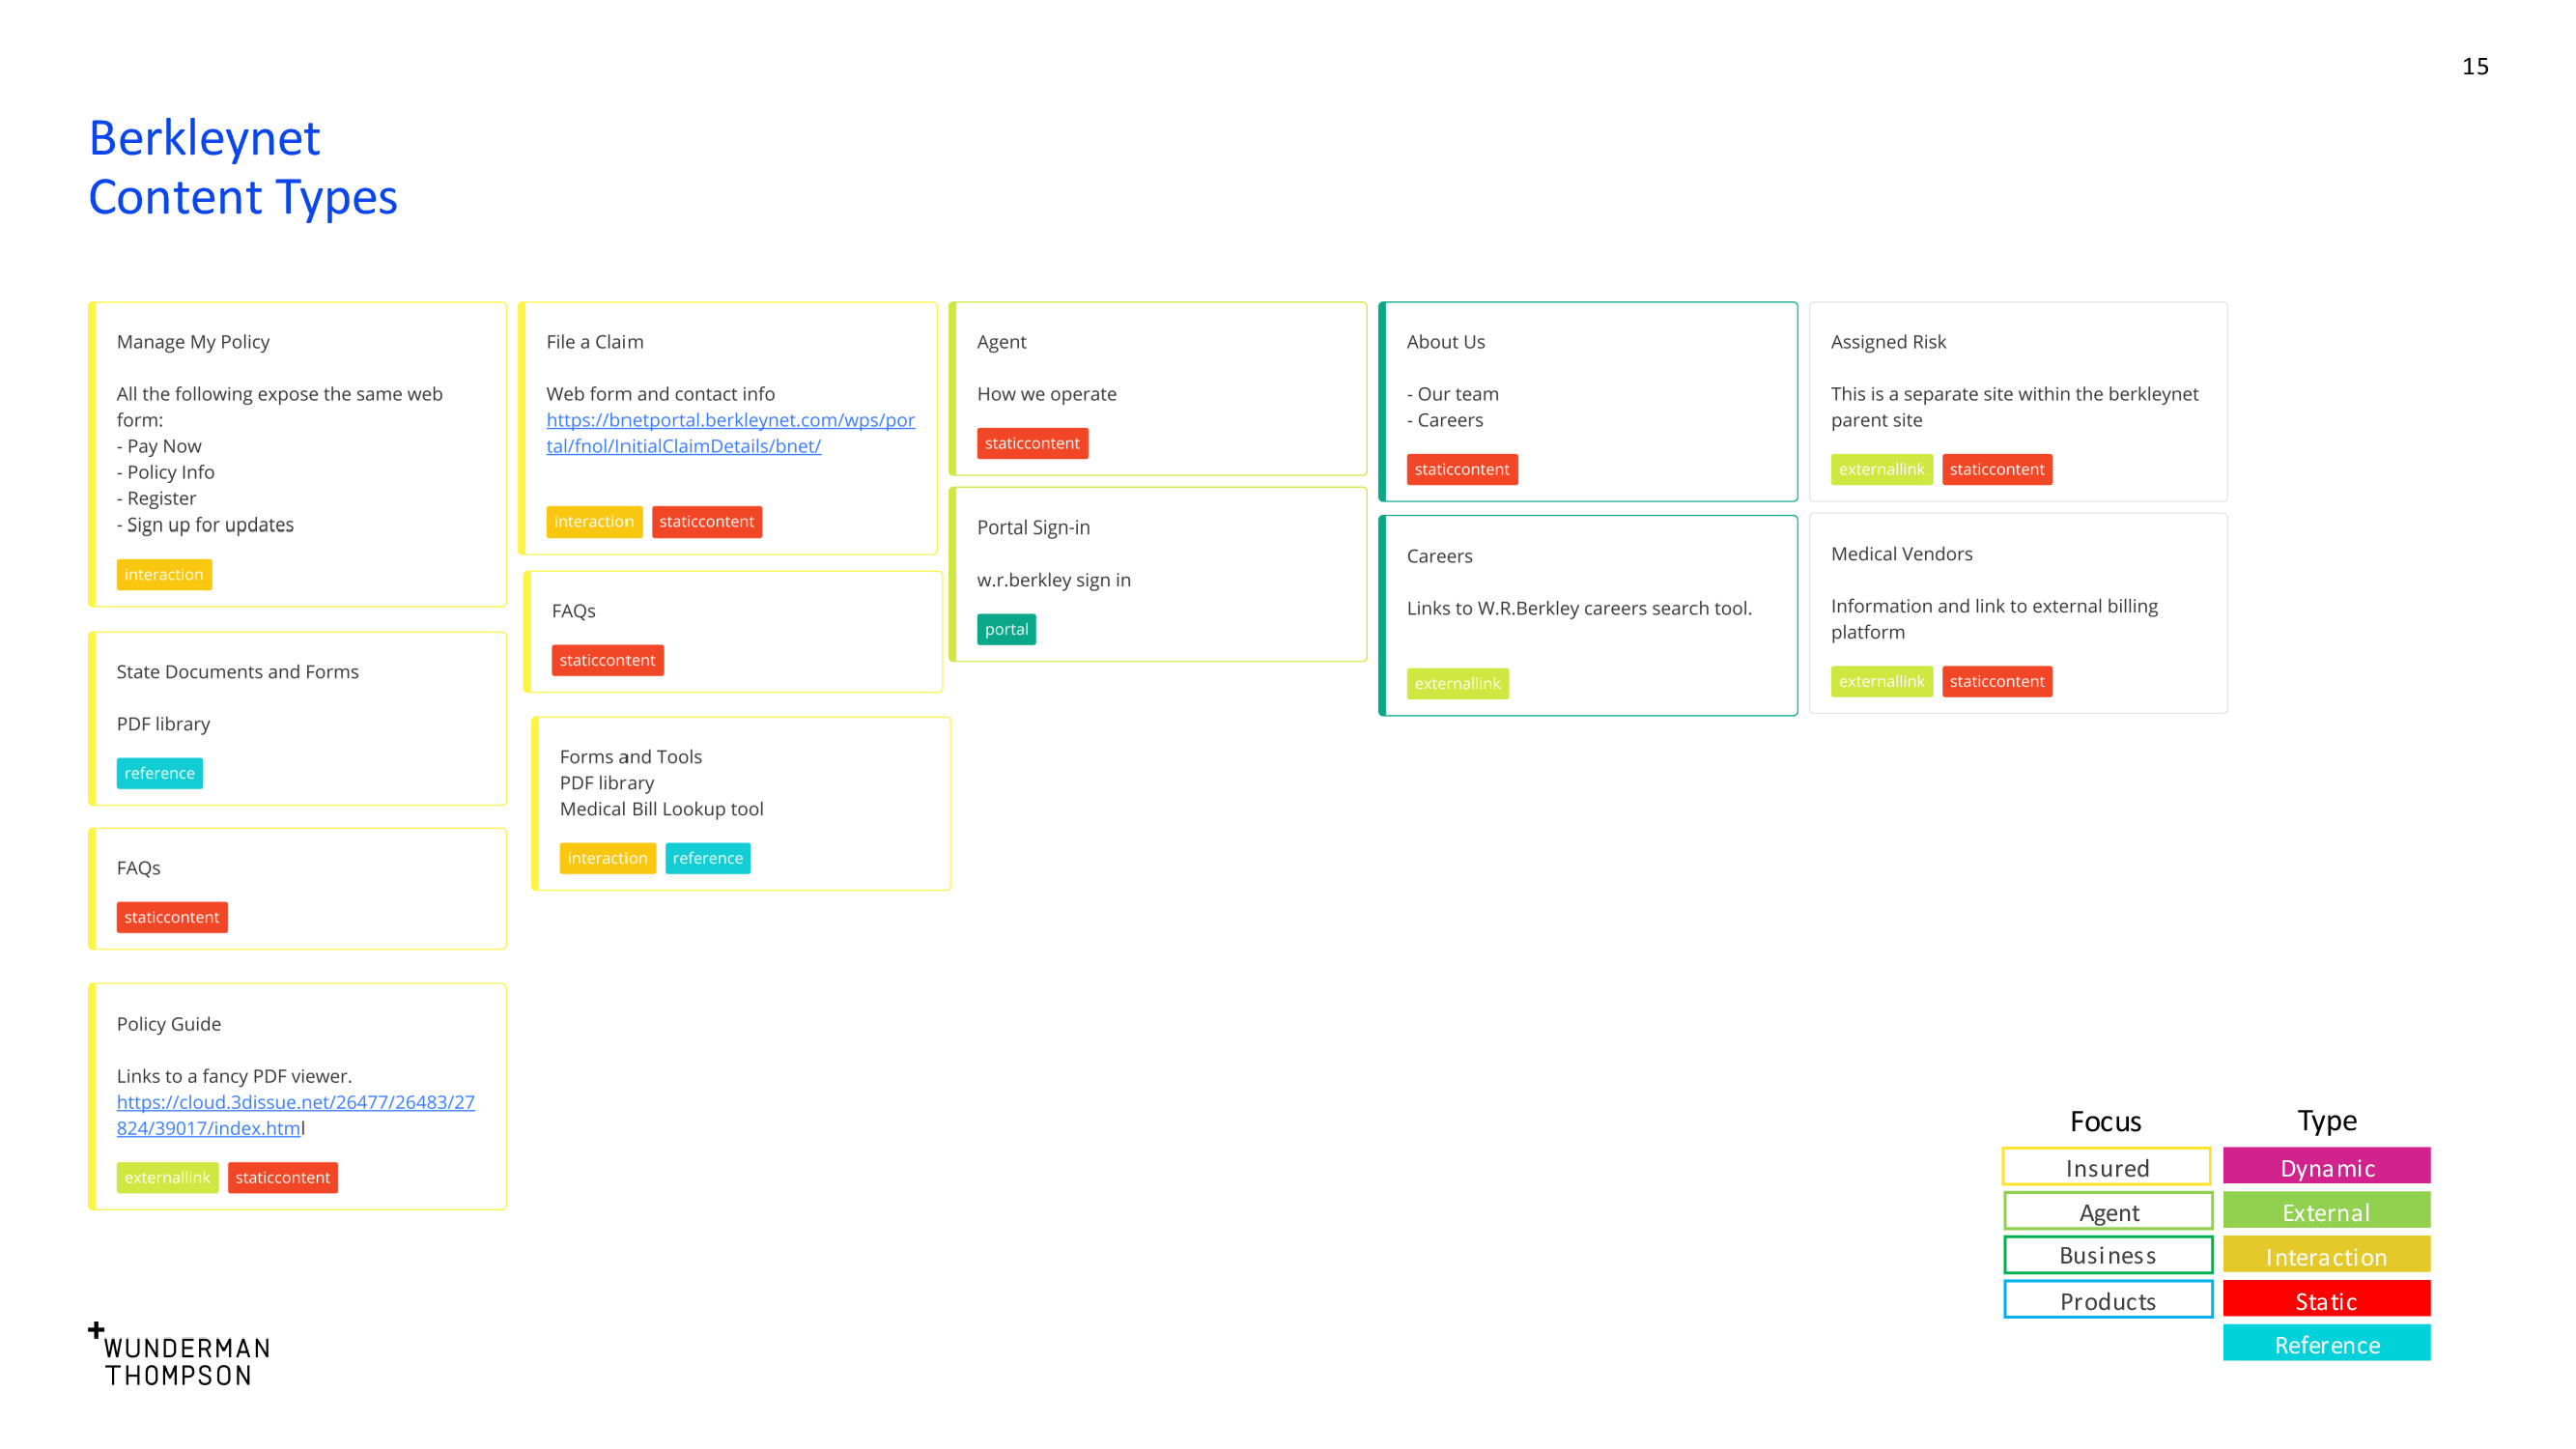 15
Berkleynet
Content Types
Manage My Policy
All the following expose the same web
form:
- Pay Now
- Policy Info
- Register
- Sign up for updates
interaction
State Documents and Forms
PDF library
reference
FAQs
staticcontent
Policy Guide
Links to a fancy PDF viewer.
https://cloud.3dissue.net/26477/26483/27
824/39017/index.html
externallink staticcontent
File a Claim
Web form and contact info
https://bnetportal.berkleynet.com/wps/por
tal/fnol/InitialClaimDetails/bnet/
interaction staticcontent
FAQs
staticcontent
Forms and Tools
PDF library
Medical Bill Lookup tool
interaction reference
Agent
How we operate
staticcontent
Portal Sign-in
w.r.berkley sign in
portal
About Us
- Our team
- Careers
staticcontent
Careers
Links to W.R.Berkley careers search tool.
externallink
Assigned Risk
This is a separate site within the berkleynet
parent site
externallink staticcontent
Medical Vendors
Information and link to external billing
platform
externallink staticcontent
Focus
Insured
Agent
Business
Products
Type
Dynamic
External
Interaction
Static
Reference
+WUNDERMAN
THOMPSON